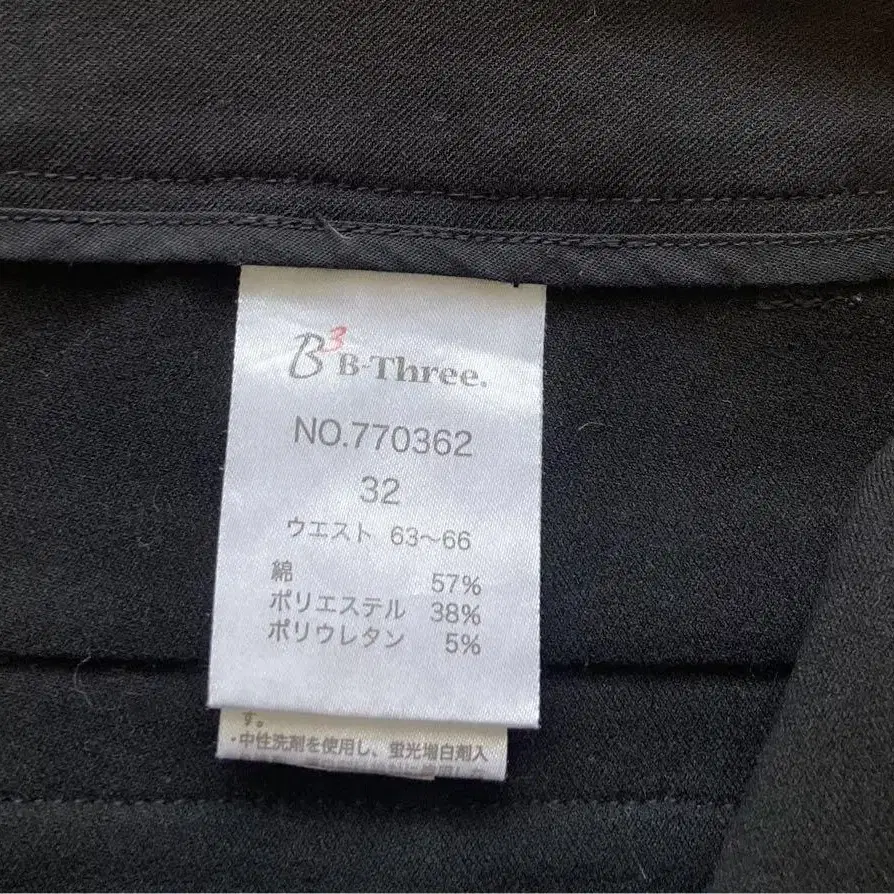 B3 B-Three.
NO.770362
32
ウエスト 63〜66
綿 57%
ポリエステル 38%
ポリウレタン 5%
す。
・中性洗剤を使用し、蛍光増白剤入